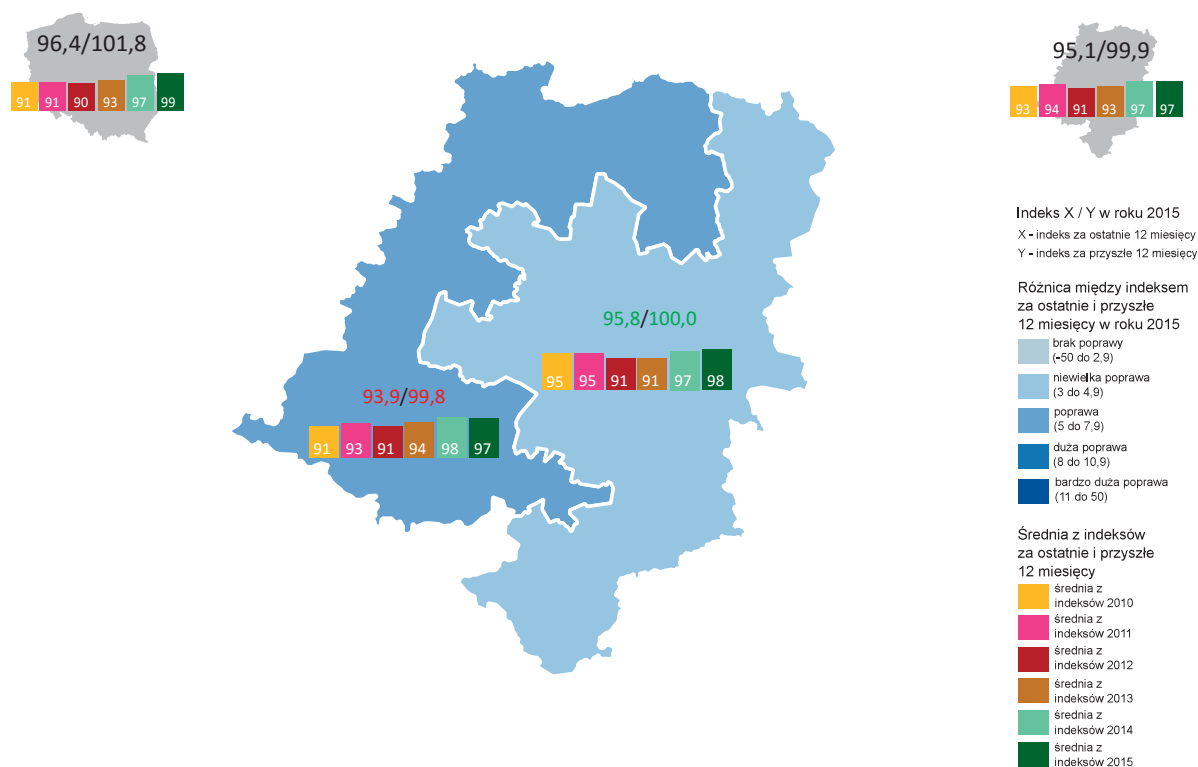 96,4/101,8
91 91 90 93 97 99
95,1/99,9
93 94 91 93 97 97
95,8/100,0
95 95 91 91 97 98
93,9/99,8
91 93 91 94 98 97
Indeks X / Y w roku 2015
X - indeks za ostatnie 12 miesięcy
Y - indeks za przyszłe 12 miesięcy
Różnica między indeksem
za ostatnie i przyszłe
12 miesięcy w roku 2015
brak poprawy
(-50 do 2,9)
niewielka poprawa
(3 do 4,9)
poprawa
(5 do 7,9)
duża poprawa
(8 do 10,9)
bardzo duża poprawa
(11 do 50)
Średnia z indeksów
za ostatnie i przyszłe
12 miesięcy
średnia z
indeksów 2010
średnia z
indeksów 2011
średnia z
indeksów 2012
średnia z
indeksów 2013
średnia z
indeksów 2014
średnia z
indeksów 2015